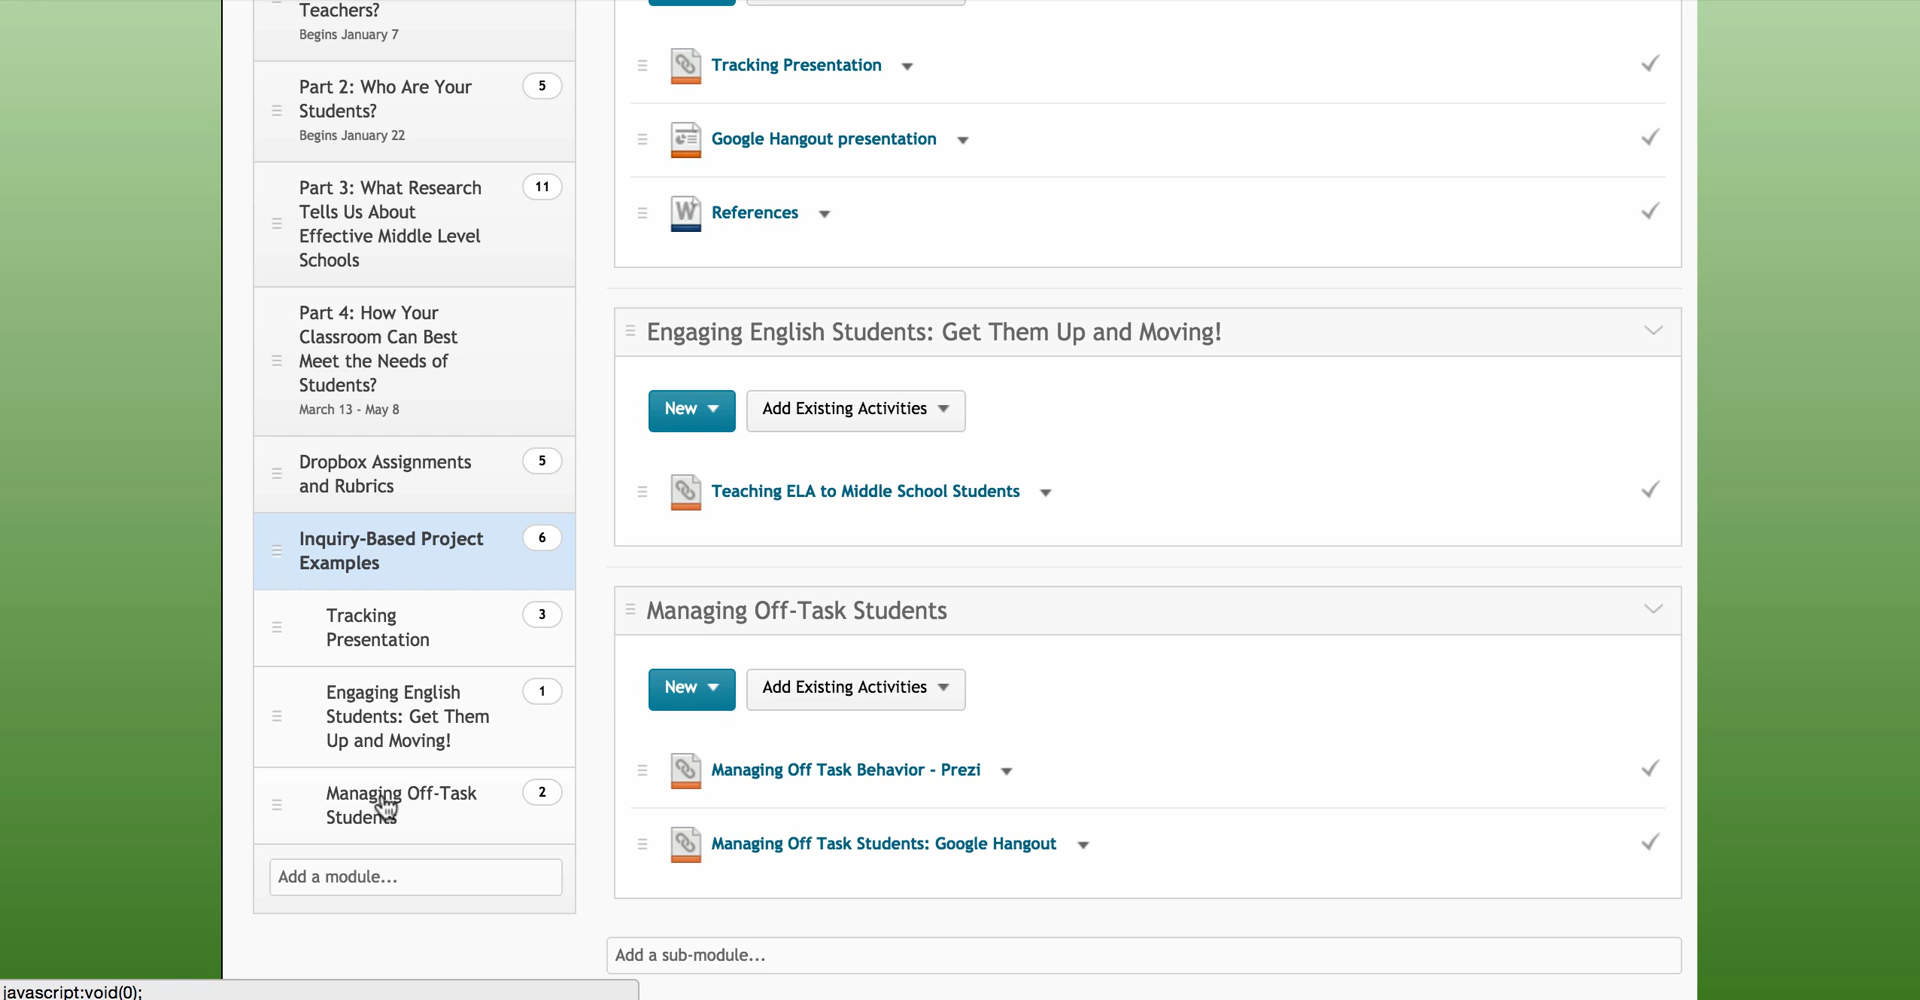 Teachers?
Begins January 7
Part 2: Who Are Your
Students?
Begins January 22
5
Part 3: What Research
Tells Us About
Effective Middle Level
Schools
11
Part 4: How Your
Classroom Can Best
Meet the Needs of
Students?
March 13 - May 8
Dropbox Assignments
and Rubrics
5
Inquiry-Based Project
Examples
6
Tracking
Presentation
3
Engaging English
Students: Get Them
Up and Moving!
1
Managing Off-Task
Students
2
Add a module...
Tracking Presentation
Google Hangout presentation
W
References
Engaging English Students: Get Them Up and Moving!
New
Add Existing Activities
Teaching ELA to Middle School Students
Managing Off-Task Students
New
Add Existing Activities
Managing Off Task Behavior - Prezi
Managing Off Task Students: Google Hangout
Add a sub-module...
javascript:void(0);